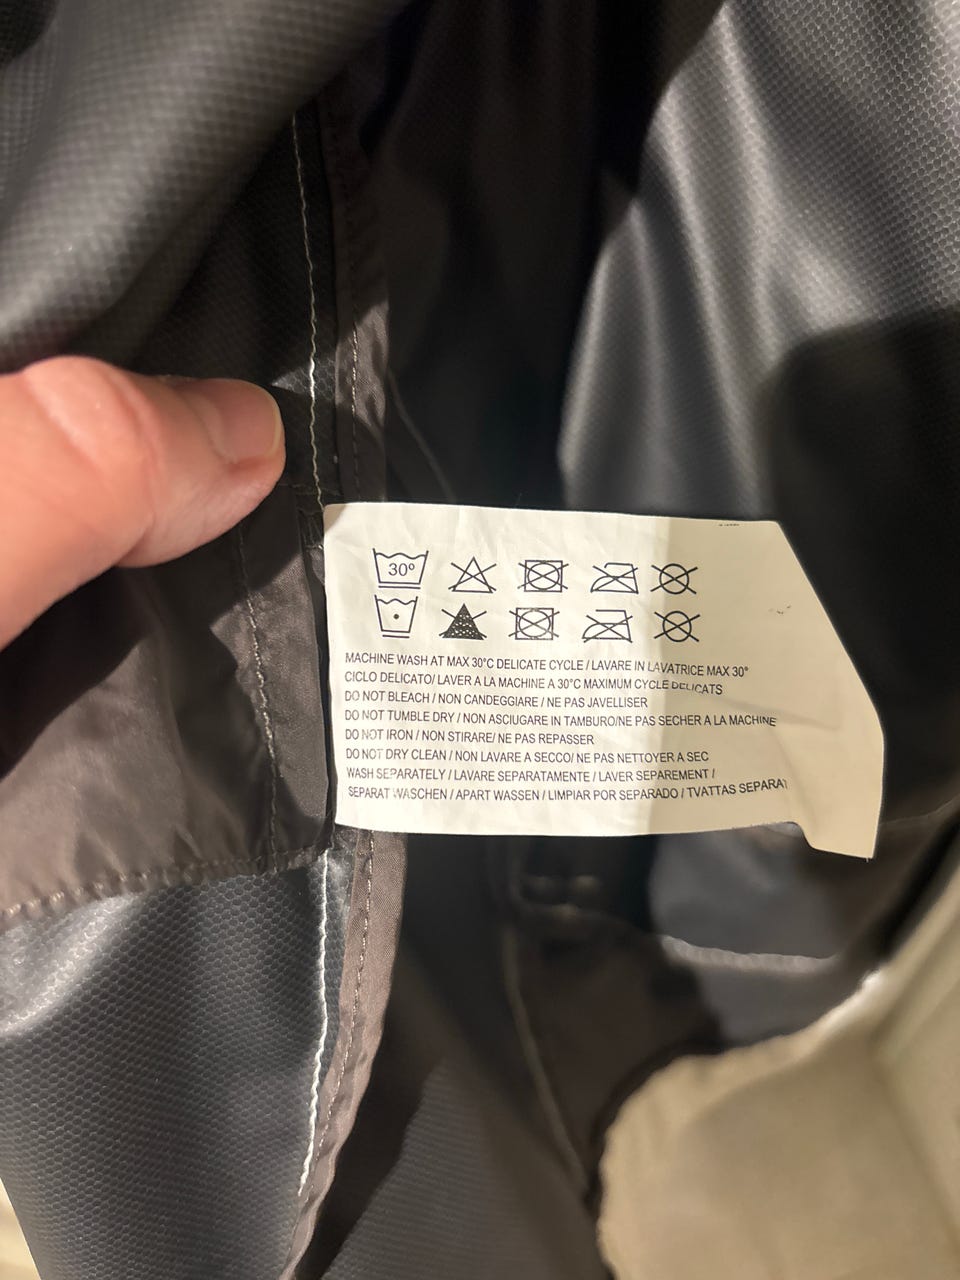 30°
MACHINE WASH AT MAX 30°C DELICATE CYCLE / LAVARE IN LAVATRICE MAX 30°
CICLO DELICATO/ LAVER A LA MACHINE A 30°C MAXIMUM CYCLE DELICATS
DO NOT BLEACH / NON CANDEGGIARE / NE PAS JAVELLISER
DO NOT TUMBLE DRY / NON ASCIUGARE IN TAMBURO/NE PAS SECHER A LA MACHINE
DO NOT IRON / NON STIRARE/ NE PAS REPASSER
DO NOT DRY CLEAN / NON LAVARE A SECCO/ NE PAS NETTOYER A SEC
WASH SEPARATELY / LAVARE SEPARATAMENTE / LAVER SEPAREMENT /
SEPARAT WASCHEN / APART WASSEN / LIMPIAR POR SEPARADO / TVATTAS SEPARAT